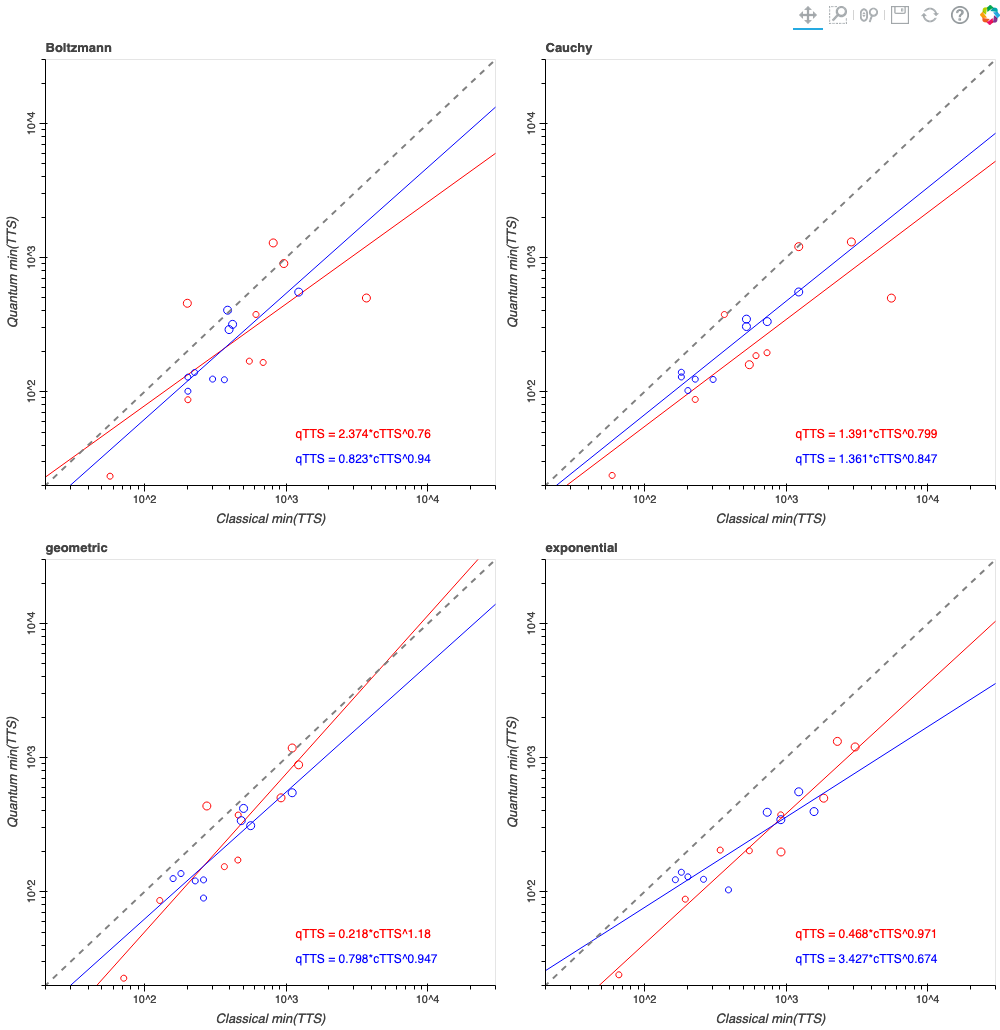 Boltzmann
Quantum min(TTS)
10^4
10^3
10^2
qTTS = 2.374*cTTS^0.76
qTTS = 0.823*cTTS^0.94
10^2
10^3
10^4
Classical min(TTS)
Cauchy
Quantum min(TTS)
10^4
10^3
10^2
qTTS = 1.391*cTTS^0.799
qTTS = 1.361*cTTS^0.847
10^2
10^3
10^4
Classical min(TTS)
geometric
Quantum min(TTS)
10^4
10^3
10^2
qTTS = 0.218*cTTS^1.18
qTTS = 0.798*cTTS^0.947
10^2
10^3
10^4
Classical min(TTS)
exponential
Quantum min(TTS)
10^4
10^3
10^2
qTTS = 0.468*cTTS^0.971
qTTS = 3.427*cTTS^0.674
10^2
10^3
10^4
Classical min(TTS)